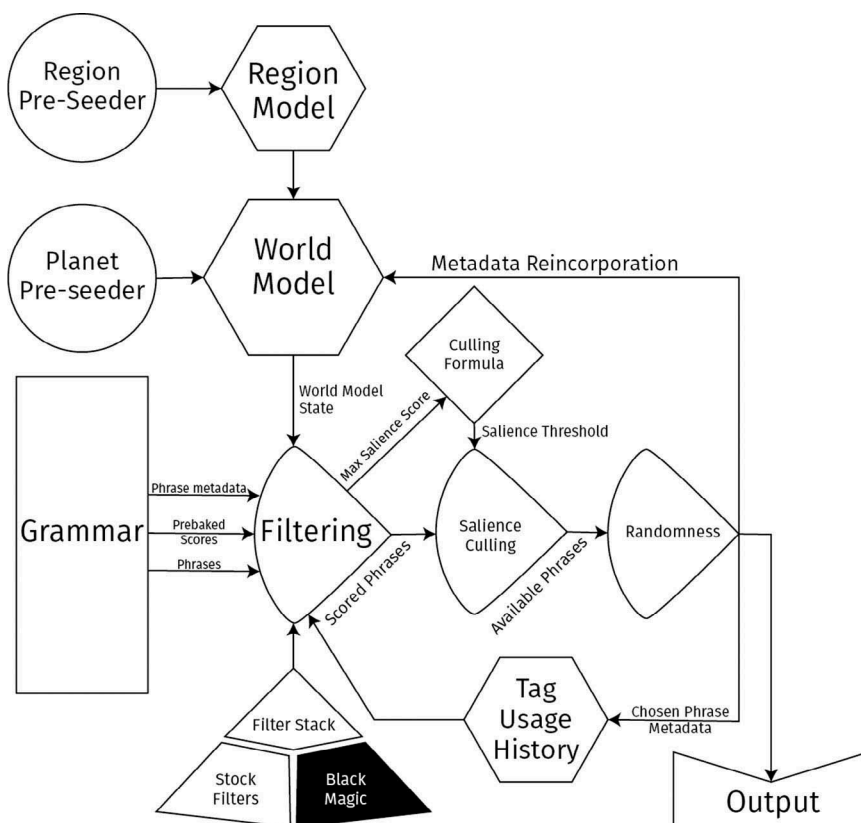 Region
Pre-Seeder
Region
Model
Planet
Pre-seeder
World
Model
Metadata Reincorporation
Culling
Formula
World Model
State
Max Salience Score
Salience Threshold
Grammar
Phrase metadata
Prebaked
Scores
Phrases
Filtering
Scored Phrases
Salience
Culling
Available Phrases
Randomness
Filter Stack
Stock
Filters
Black
Magic
Tag
Usage
History
Chosen Phrase
Metadata
Output